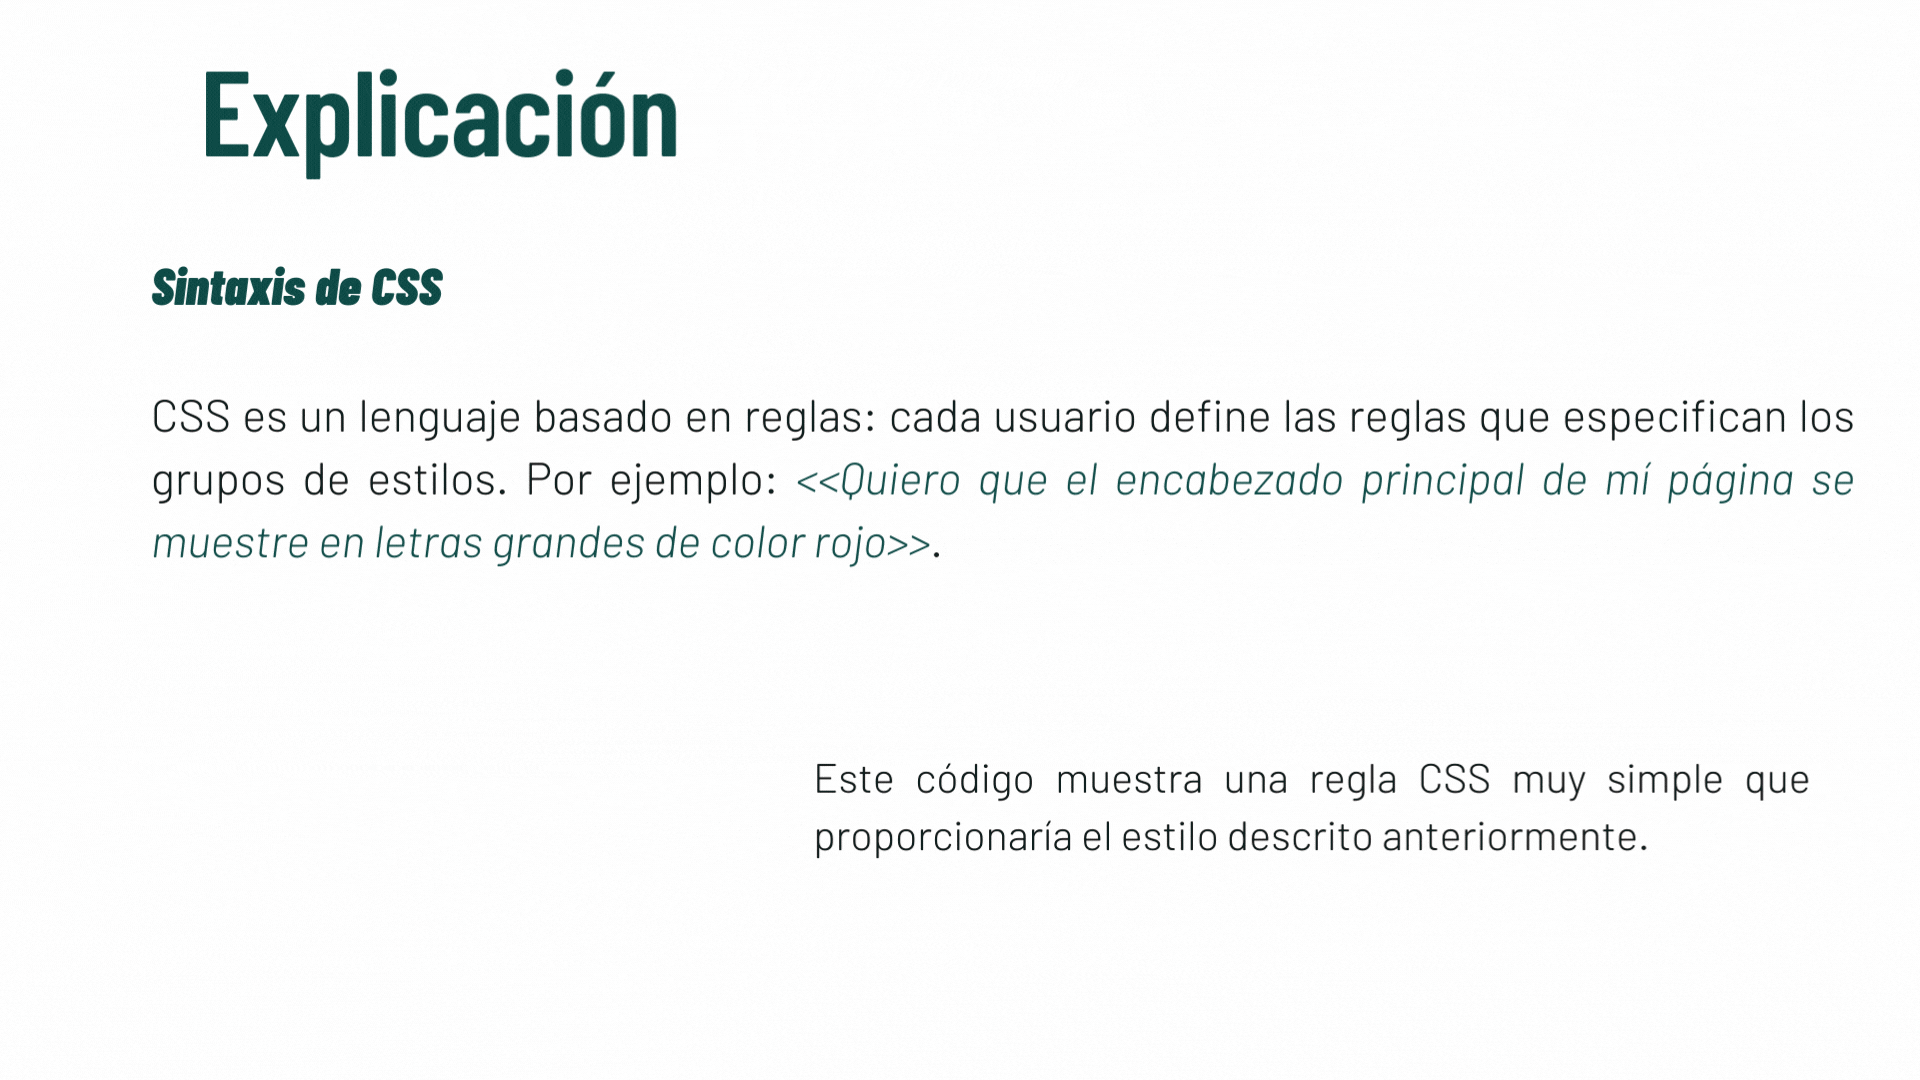 Explicación
Sintaxis de CSS
CSS es un lenguaje basado en reglas: cada usuario define las reglas que especifican los
grupos de estilos. Por ejemplo: <<Quiero que el encabezado principal de mí página se
muestre en letras grandes de color rojo>>.
Este código muestra una regla CSS muy simple que
proporcionaría el estilo descrito anteriormente.